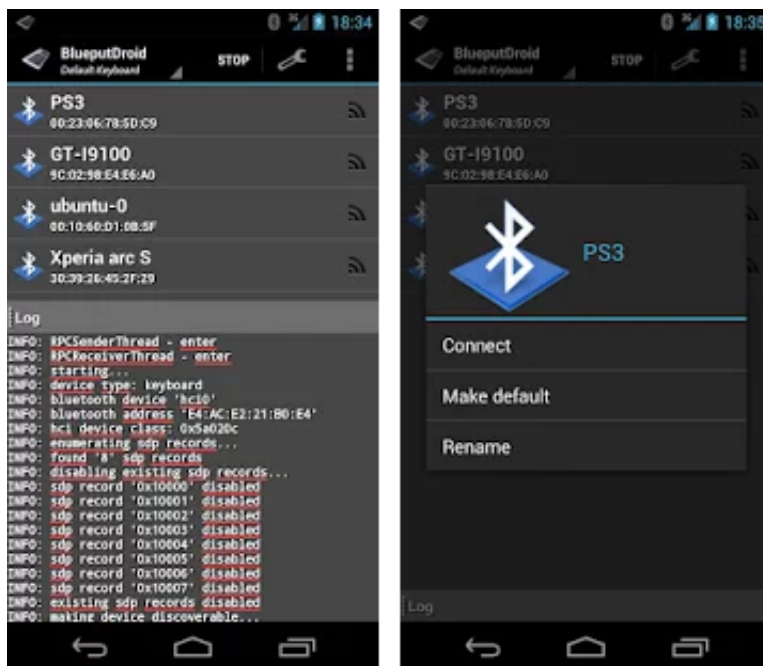 18:34
BlueputDroid
Default Keyboard
STOP
PS3
00:23:06:78:5D:C9
GT-I9100
9C:02:98:E4:E6:A0
ubuntu-0
00:10:60:D1:0B:5F
Xperia arc S
30:39:26:45:2F:29
Log
INFO: RPCSenderThread - enter
INFO: RPCReceiverThread - enter
INFO: starting...
INFO: device type: keyboard
INFO: bluetooth device 'hci0'
INFO: bluetooth address 'E4:AC:E2:21:B0:E4'
INFO: hci device class: 0x5a020c
INFO: enumerating sdp records...
INFO: found '8' sdp records
INFO: disabling existing sdp records...
INFO: sdp record '0x10000' disabled
INFO: sdp record '0x10001' disabled
INFO: sdp record '0x10002' disabled
INFO: sdp record '0x10003' disabled
INFO: sdp record '0x10004' disabled
INFO: sdp record '0x10005' disabled
INFO: sdp record '0x10006' disabled
INFO: sdp record '0x10007' disabled
INFO: existing sdp records disabled
INFO: making device discoverable...
18:35
BlueputDroid
Default Keyboard
STOP
PS3
00:23:06:78:5D:C9
GT-I9100
9C:02:98:E4:E6:A0
PS3
Connect
Make default
Rename
Log